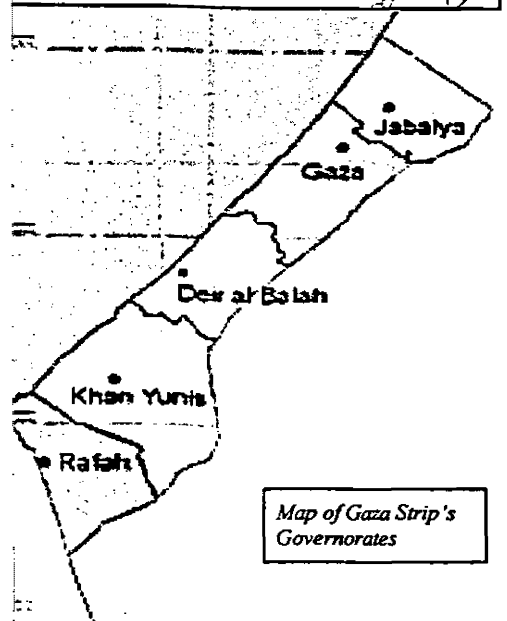 Jabalya
Gaza
Deir al Balah
Khan Yunis
Rafah
Map of Gaza Strip's
Governorates